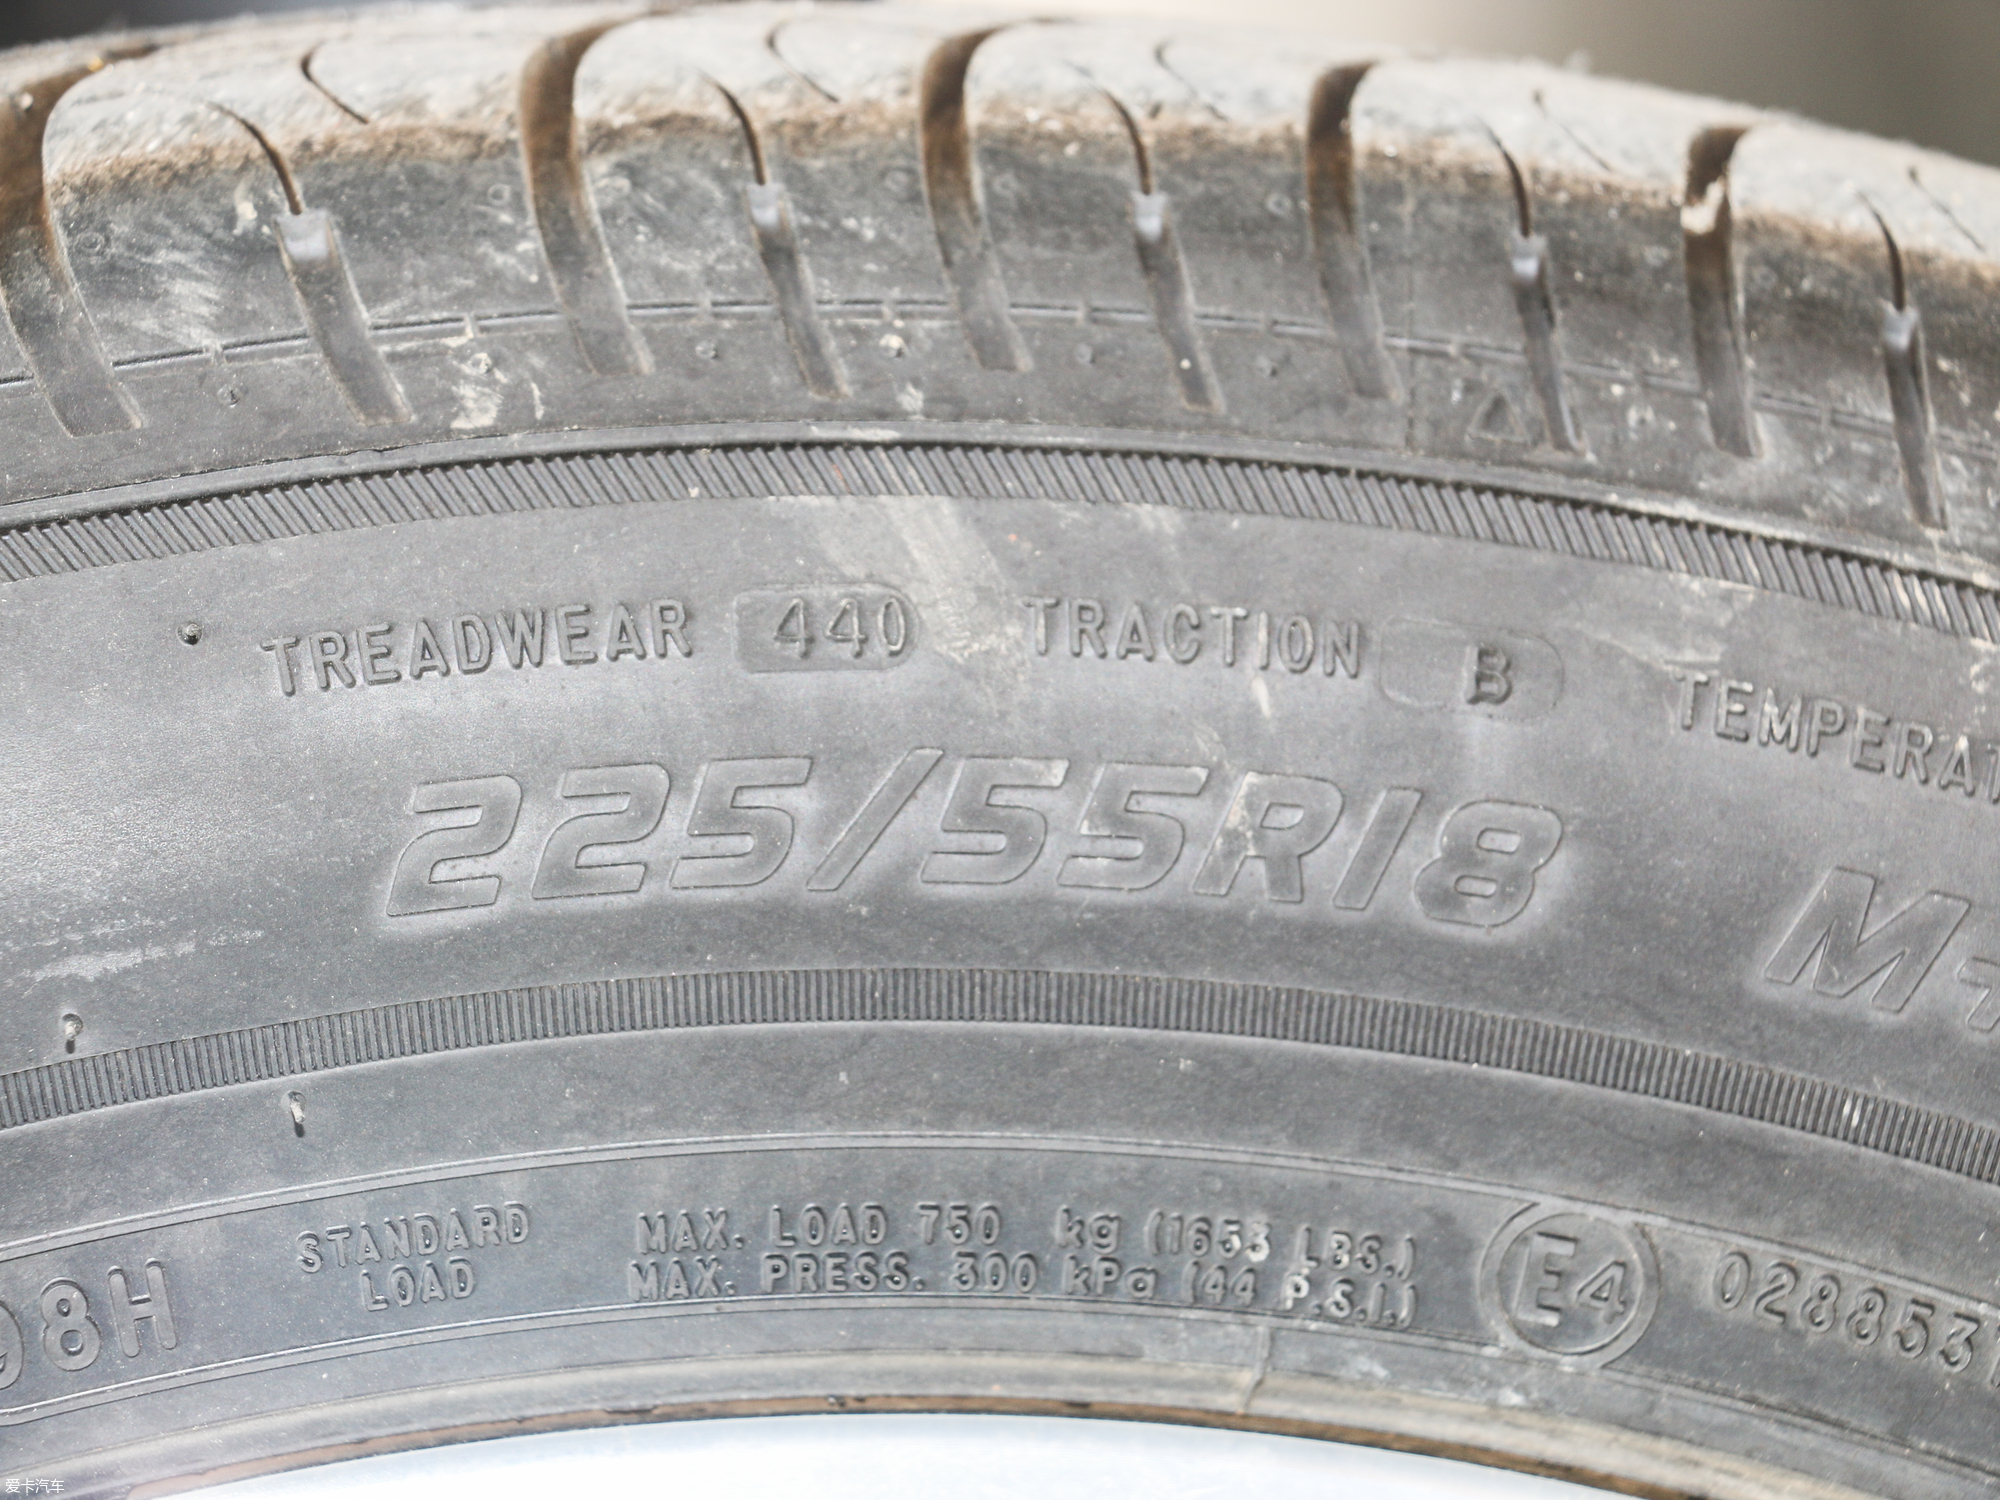 TREADWEAR 440 TRACTION B TEMPERAT
225/55R18 M+
98H STANDARD LOAD
MAX. LOAD 750 kg (1653 LBS.)
MAX. PRESS. 300 kPa (44 P.S.I.)
E4 028853
爱卡汽车